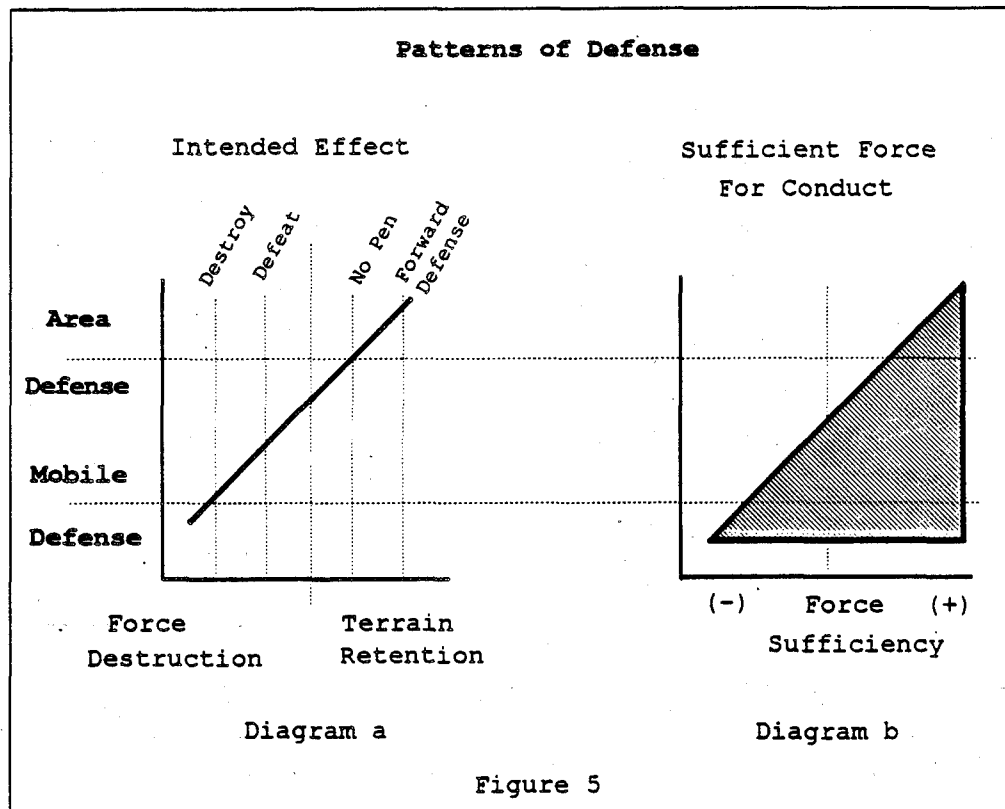 Patterns of Defense
Intended Effect
Destroy
Defeat
No Pen
Forward
Defense
Area
Defense
Mobile
Defense
Force
Destruction
Terrain
Retention
Diagram a
Sufficient Force
For Conduct
(-) Force (+)
Sufficiency
Diagram b
Figure 5